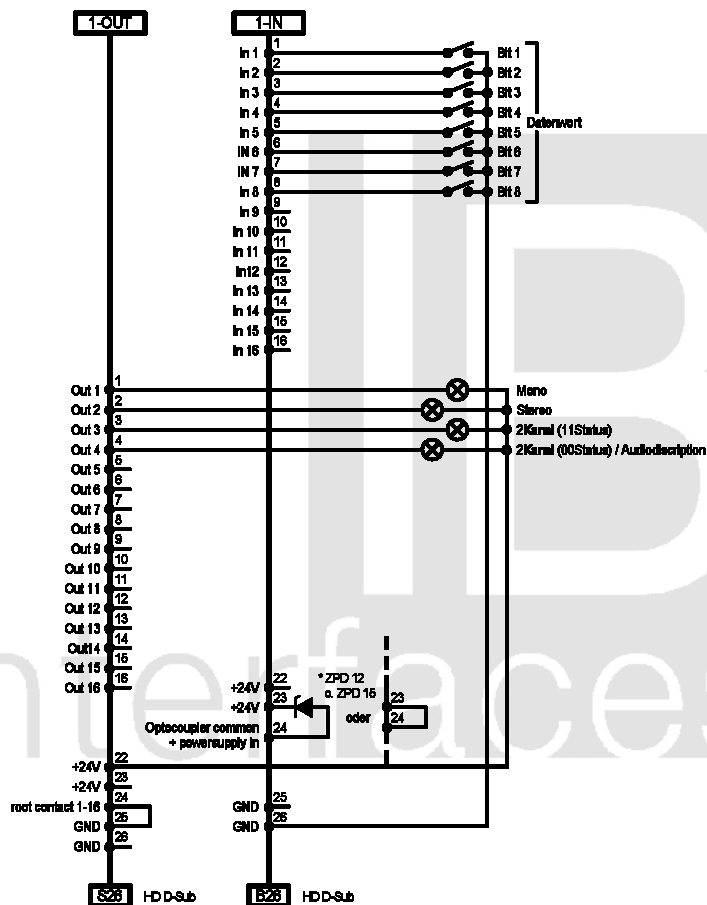 1-OUT
1-IN
In 1 1 Bit 1
In 2 2 Bit 2
In 3 3 Bit 3
In 4 4 Bit 4
Datenwert
In 5 5 Bit 5
IN 6 6 Bit 6
IN 7 7 Bit 7
In 8 8 Bit 8
In 9 9
In 10 10
In 11 11
In12 12
In 13 13
In 14 14
In 15 15
In 16 16
Out 1 1 Mono
Out 2 2 Stereo
Out 3 3 2Kanal (11Status)
Out 4 4 2Kanal (00Status) / Audiodiscription
Out 5 5
Out 6 6
Out 7 7
Out 8 8
Out 9 9
Out 10 10
Out 11 11
Out 12 12
Out 13 13
Out14 14
Out 15 15
Out 16 16
+24V 22
* ZPD 12
o. ZPD 15
+24V 23
oder
23
24
Optocoupler common
+ powersupply in
24
+24V 22
+24V 23
root contact 1-16 24
GND 25
GND 26
GND 25
GND 26
S26 HD D-Sub
B26 HD D-Sub
IB
nterfaces